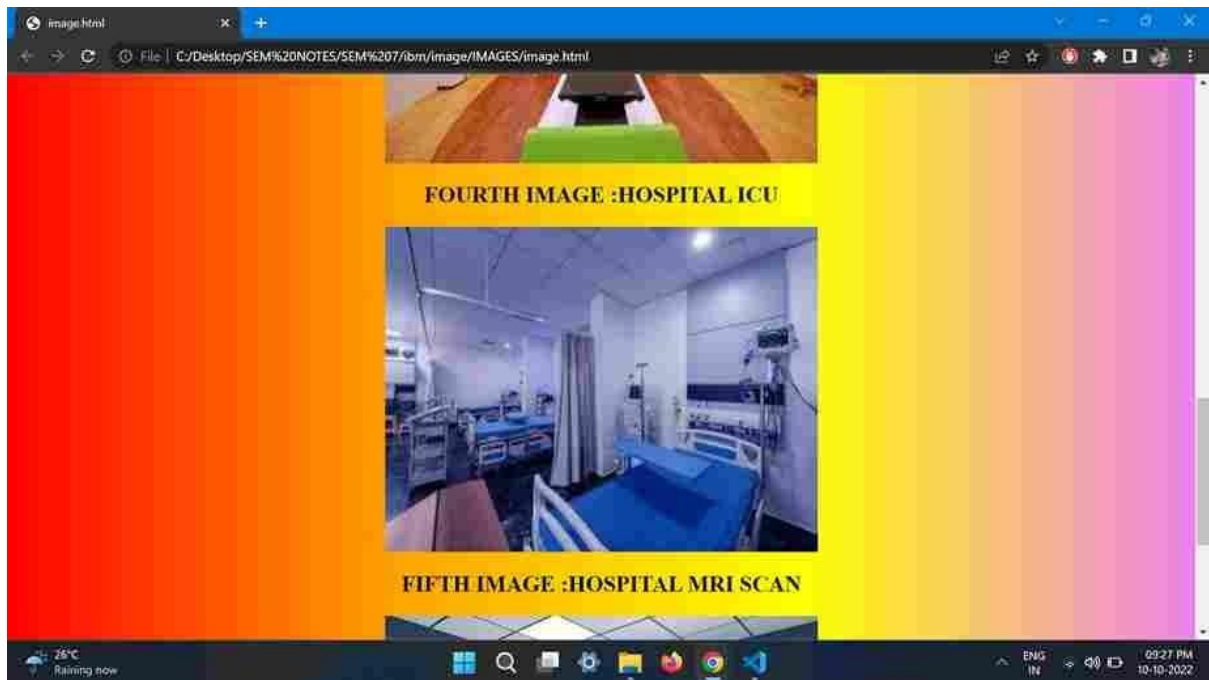 image.html
File | C:/Desktop/SEM%20NOTES/SEM%207/ibm/image/IMAGES/image.html
FOURTH IMAGE :HOSPITAL ICU
FIFTH IMAGE :HOSPITAL MRI SCAN
26°C
Raining now
ENG
IN
09:27 PM
10-10-2022